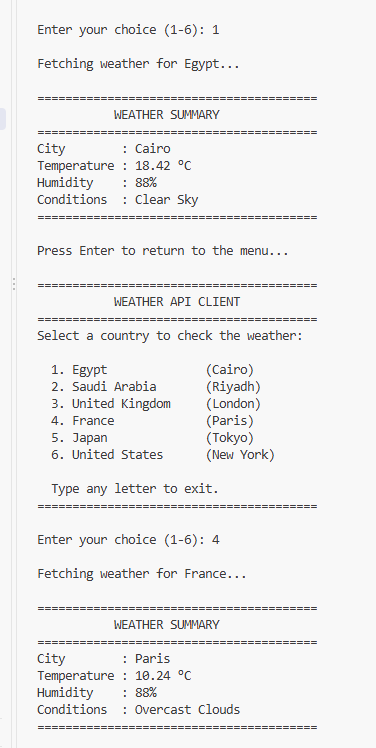 Enter your choice (1-6): 1
Fetching weather for Egypt...
========================================
WEATHER SUMMARY
========================================
City        : Cairo
Temperature : 18.42 °C
Humidity    : 88%
Conditions  : Clear Sky
========================================
Press Enter to return to the menu...
========================================
WEATHER API CLIENT
========================================
Select a country to check the weather:
1. Egypt              (Cairo)
2. Saudi Arabia       (Riyadh)
3. United Kingdom     (London)
4. France             (Paris)
5. Japan              (Tokyo)
6. United States      (New York)
Type any letter to exit.
========================================
Enter your choice (1-6): 4
Fetching weather for France...
========================================
WEATHER SUMMARY
========================================
City        : Paris
Temperature : 10.24 °C
Humidity    : 88%
Conditions  : Overcast Clouds
========================================